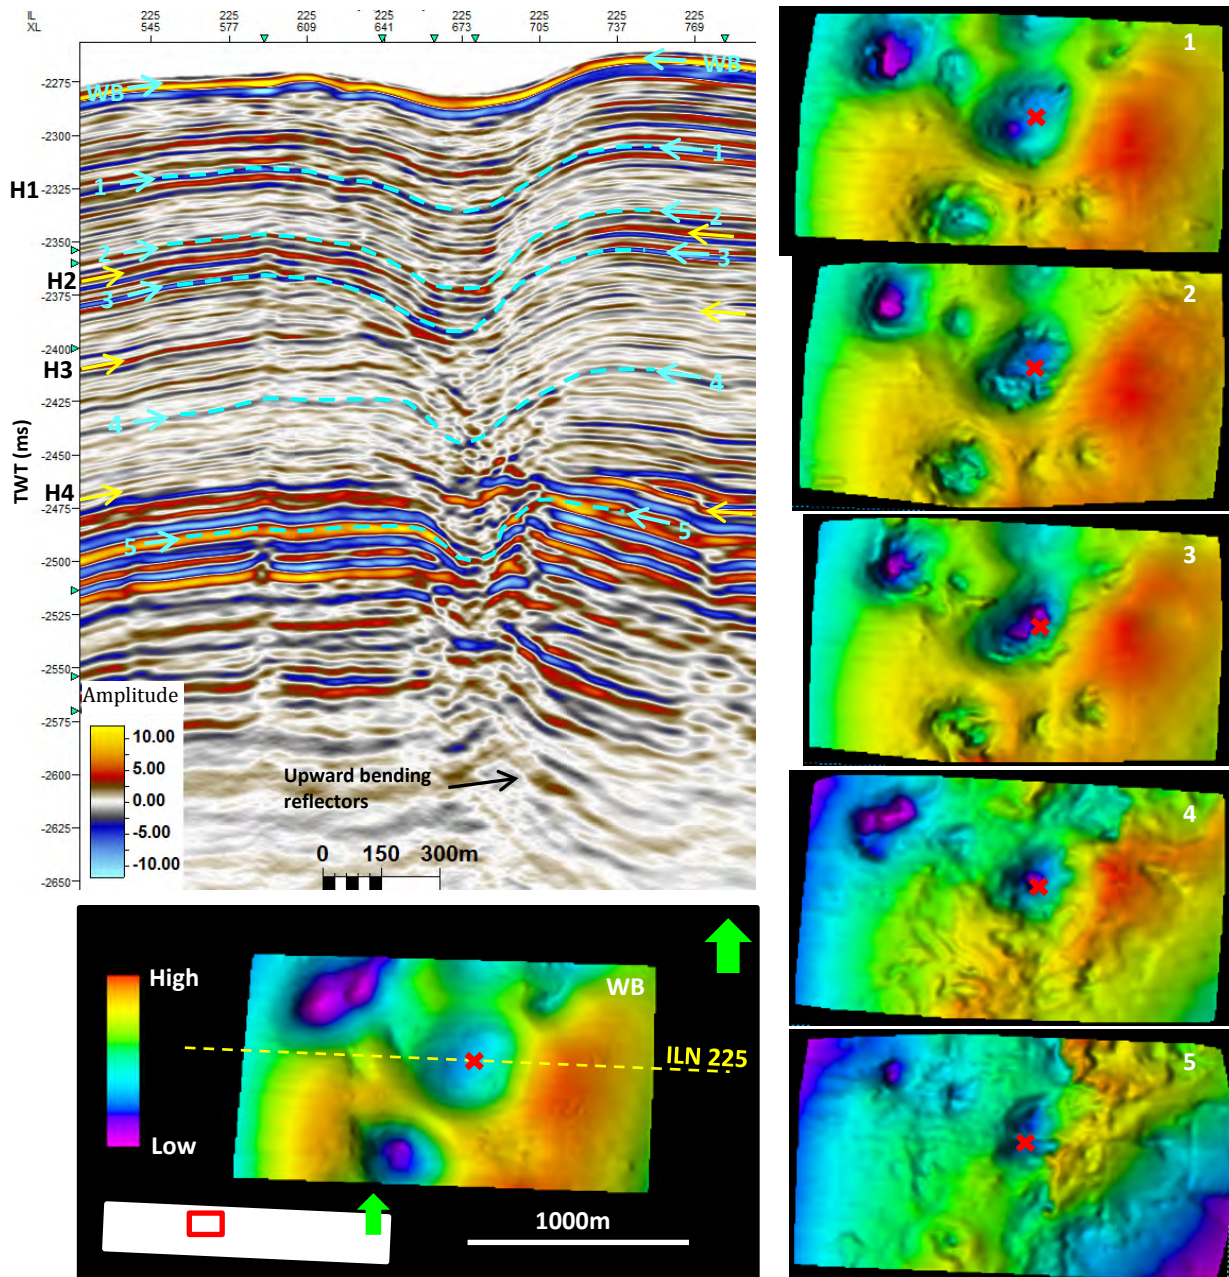 IL 225 225 225 225 225 225 225 225
XL 545 577 609 641 673 705 737 769
-2275
-2300
-2325
-2350
-2375
-2400
-2425
-2450
-2475
-2500
-2525
-2550
-2575
-2600
-2625
-2650
TWT (ms)
H1
H2
H3
H4
WB
WB
1
1
2
2
3
3
4
4
5
5
Amplitude
10.00
5.00
0.00
-5.00
-10.00
Upward bending
reflectors
0 150 300m
High
Low
WB
ILN 225
1000m
1
2
3
4
5